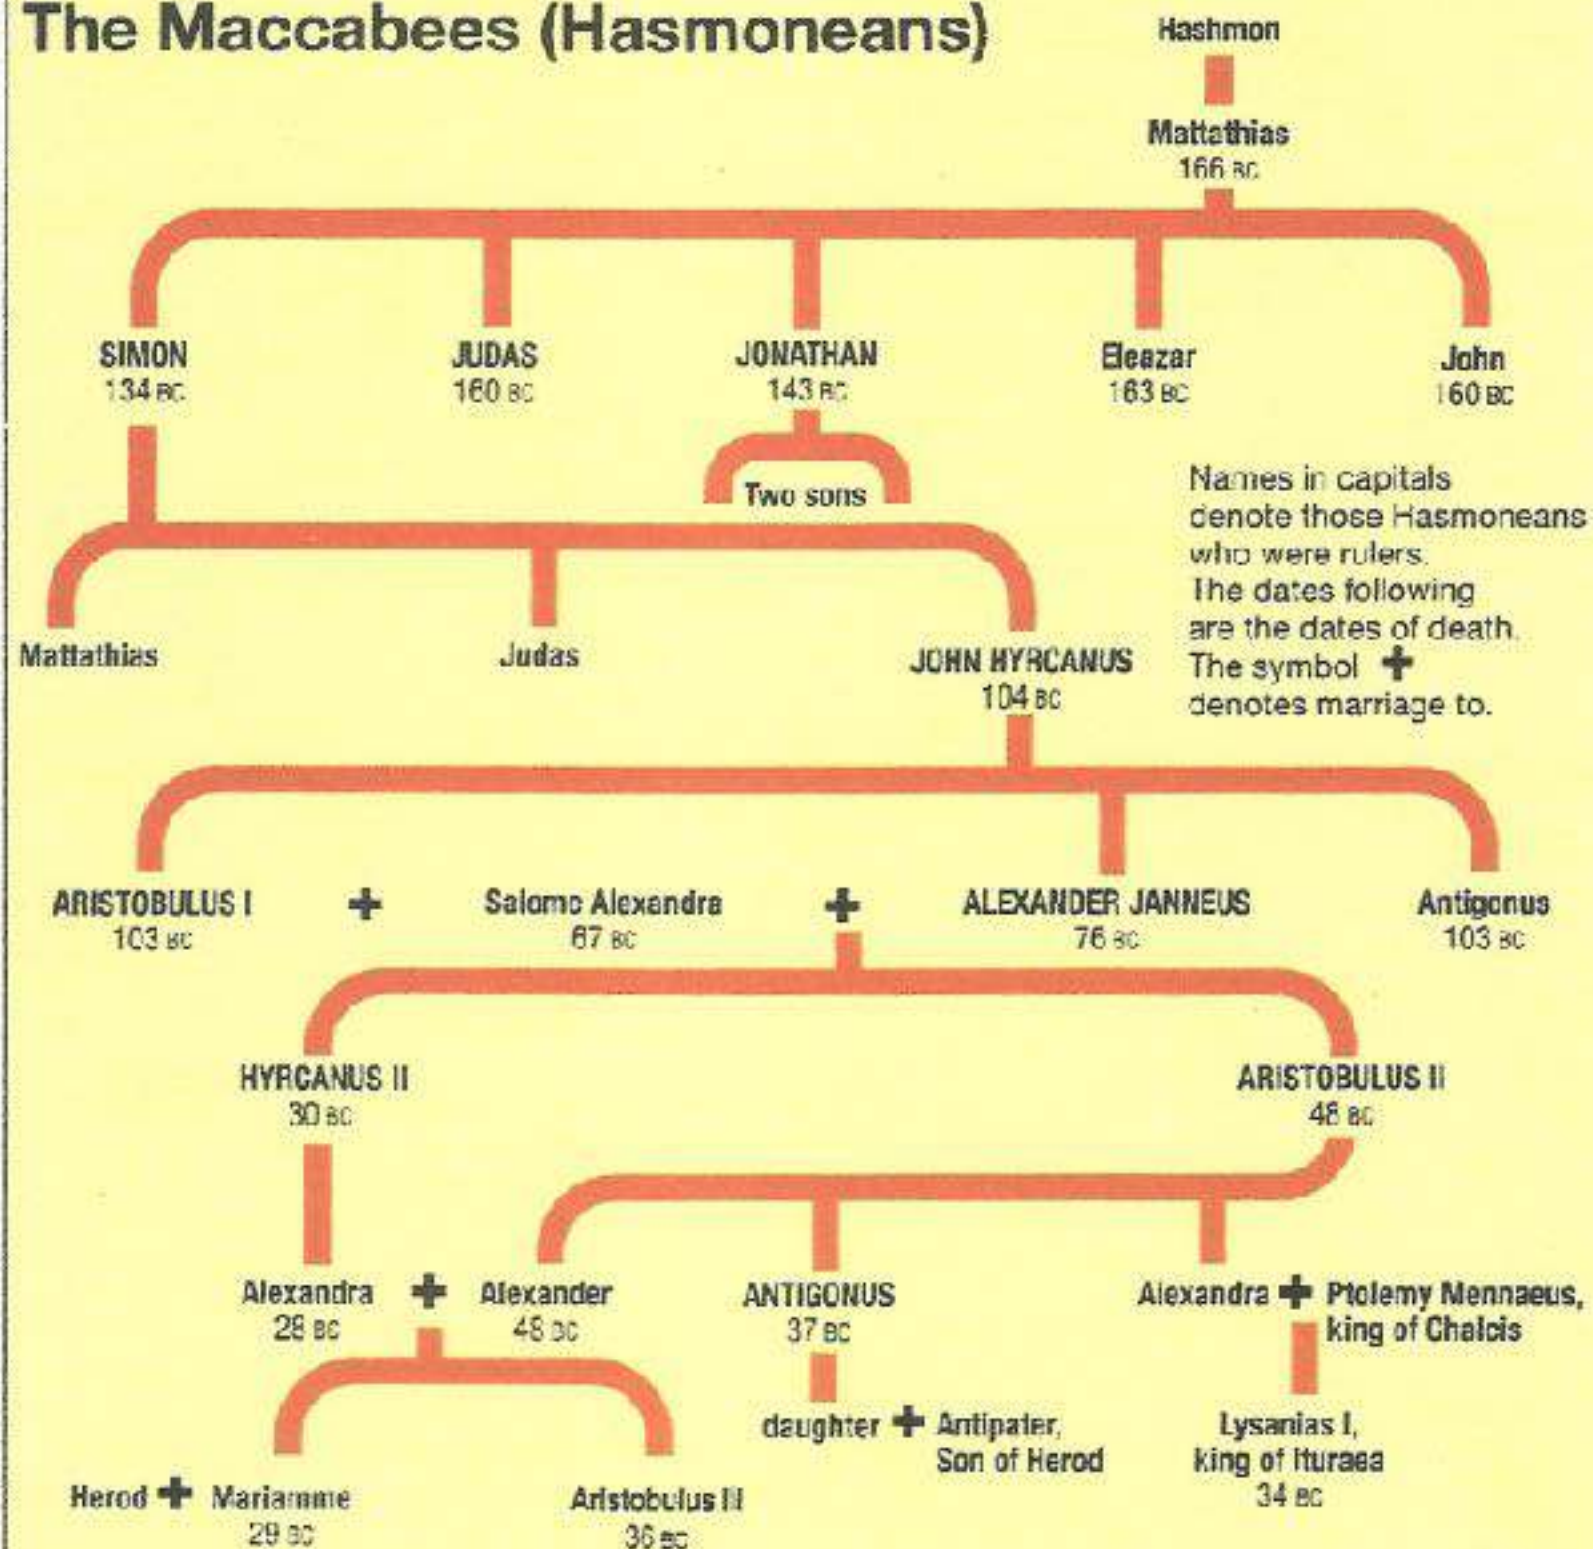 The Maccabees (Hasmoneans)
Hashmon
Mattathias
166 BC
SIMON
134 BC
JUDAS
160 BC
JONATHAN
143 BC
Eleazar
163 BC
John
160 BC
Two sons
Names in capitals
denote those Hasmoneans
who were rulers.
The dates following
are the dates of death.
The symbol +
denotes marriage to.
Mattathias
Judas
JOHN HYRCANUS
104 BC
ARISTOBULUS I + Salome Alexandra + ALEXANDER JANNEUS
103 BC
67 BC
76 BC
Antigonus
103 BC
HYRCANUS II
30 BC
ARISTOBULUS II
48 BC
Alexandra + Alexander
28 BC
48 BC
ANTIGONUS
37 BC
Alexandra + Ptolemy Mennaeus,
king of Chalcis
daughter + Antipater,
Son of Herod
Lysanias I,
king of Ituraea
34 BC
Herod + Mariamme
29 BC
Aristobulus III
36 BC